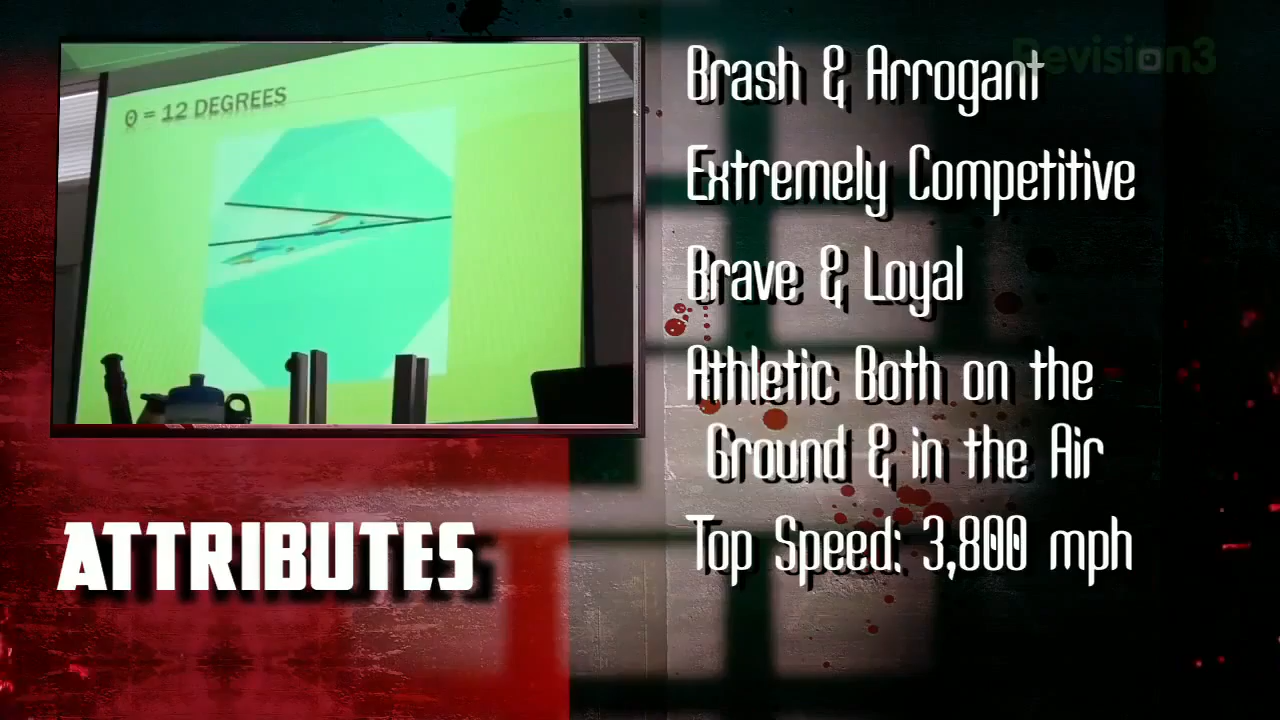 Θ = 12 DEGREES
Brash & Arrogant
Revision3
Extremely Competitive
Brave & Loyal
Athletic Both on the
Ground & in the Air
Top Speed: 3,800 mph
ATTRIBUTES